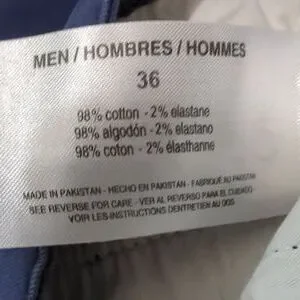 MEN / HOMBRES / HOMMES
36
98% cotton - 2% elastane
98% algodón - 2% elastano
98% coton - 2% élasthanne
MADE IN PAKISTAN - HECHO EN PAKISTAN - FABRIQUÉ AU PAKISTAN
SEE REVERSE FOR CARE - VER AL REVERSO PARA EL CUIDADO
VOIR LES INSTRUCTIONS DENTRETIEN AU DOS